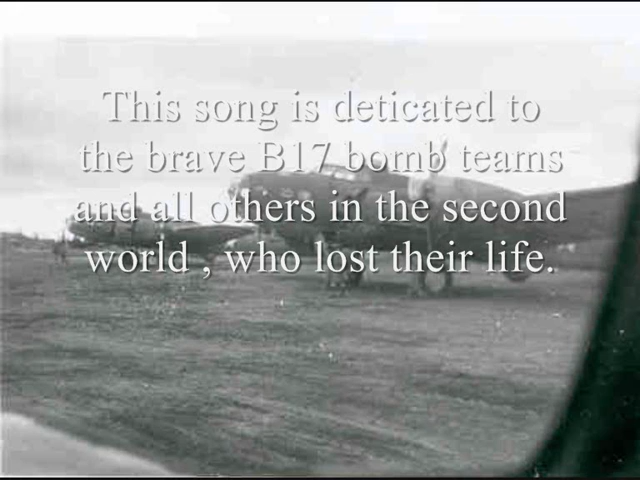 This song is deticated to
the brave B17 bomb teams
and all others in the second
world , who lost their life.